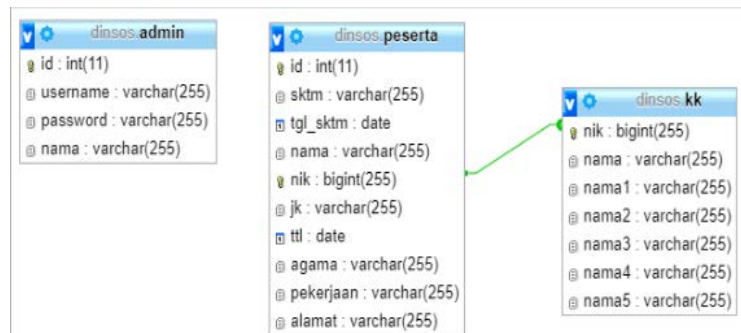 dinsos.admin
id : int(11)
username : varchar(255)
password : varchar(255)
nama : varchar(255)
dinsos.peserta
id : int(11)
sktm : varchar(255)
tgl_sktm : date
nama : varchar(255)
nik : bigint(255)
jk : varchar(255)
ttl : date
agama : varchar(255)
pekerjaan : varchar(255)
alamat : varchar(255)
dinsos.kk
nik : bigint(255)
nama : varchar(255)
nama1 : varchar(255)
nama2 : varchar(255)
nama3 : varchar(255)
nama4 : varchar(255)
nama5 : varchar(255)